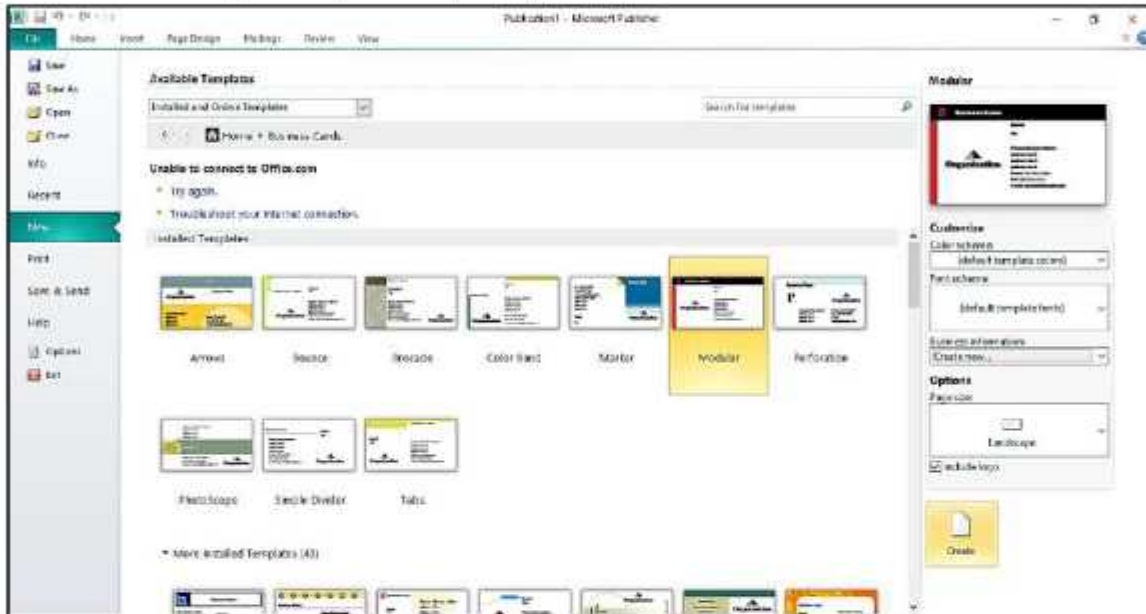 Publication1 - Microsoft Publisher
File Home Insert Page Design Mailings Review View
Save
Save As
Open
Close
Info
Recent
New
Print
Save & Send
Help
Options
Exit
Available Templates
Installed and Online Templates
Search for templates
Home Business Cards
Unable to connect to Office.com
Try again.
Troubleshoot your Internet connection.
Installed Templates
Arrows Bounce Brocade Color Band Marker Modular Perforation
PhotoScope Simple Divider Tabs
More Installed Templates (43)
Modular
Business Name
Organization
Customize
Color scheme:
(default template colors)
Font scheme:
(default template fonts)
Business information:
Create new...
Options
Page size:
Landscape
Include logo
Create